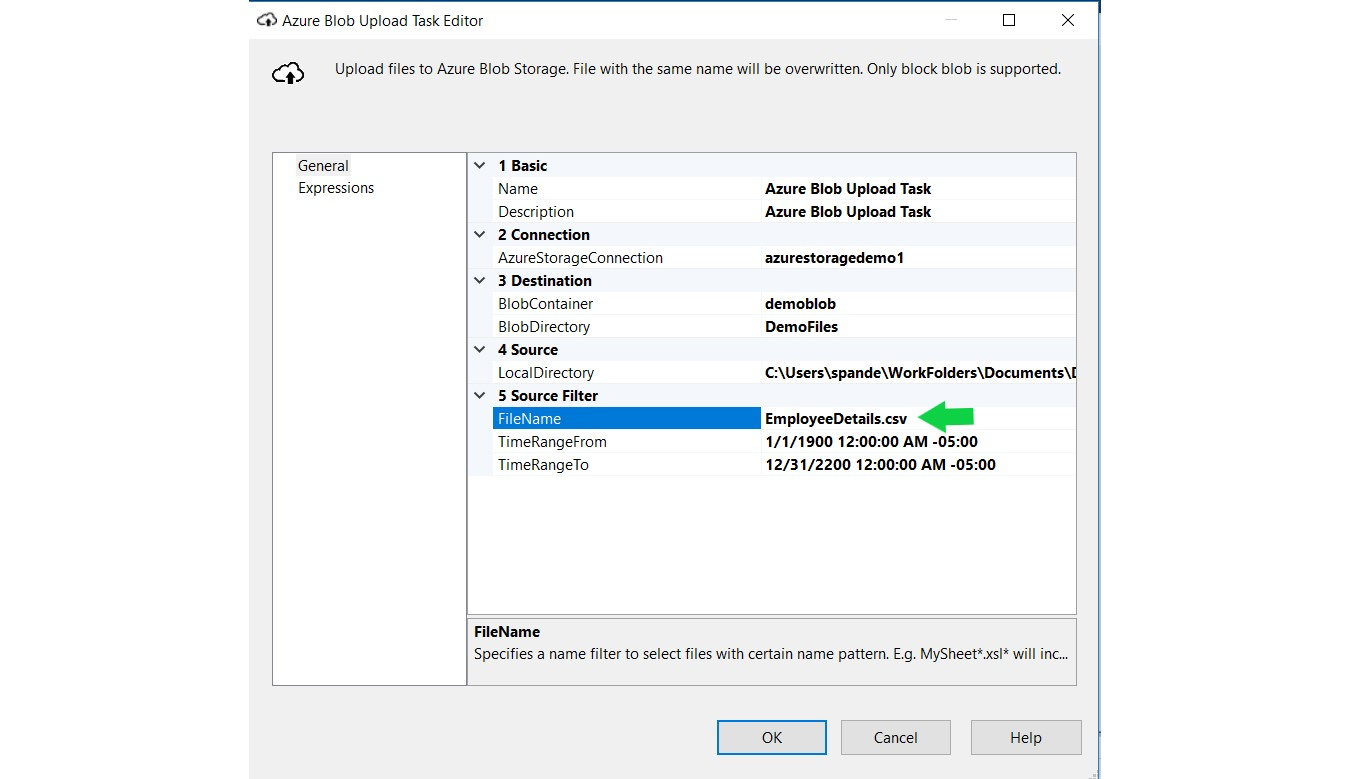 Azure Blob Upload Task Editor
Upload files to Azure Blob Storage. File with the same name will be overwritten. Only block blob is supported.
General
Expressions
1 Basic
Name Azure Blob Upload Task
Description Azure Blob Upload Task
2 Connection
AzureStorageConnection azurestoragedemo1
3 Destination
BlobContainer demoblob
BlobDirectory DemoFiles
4 Source
LocalDirectory C:\Users\spande\WorkFolders\Documents\D
5 Source Filter
FileName EmployeeDetails.csv
TimeRangeFrom 1/1/1900 12:00:00 AM -05:00
TimeRangeTo 12/31/2200 12:00:00 AM -05:00
FileName
Specifies a name filter to select files with certain name pattern. E.g. MySheet*.xsl* will inc...
OK Cancel Help